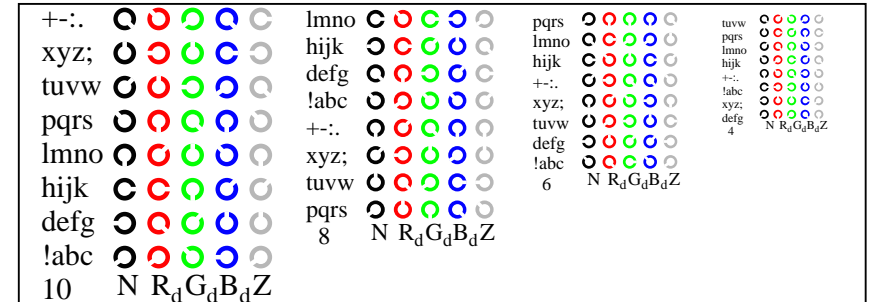 +-:.
xyz;
tuvw
pqrs
lmno
hijk
defg
!abc
10 N RdGdBdZ
lmno
hijk
defg
!abc
+-:.
xyz;
tuvw
pqrs
8 N RdGdBdZ
pqrs
lmno
hijk
+-:.
xyz;
tuvw
defg
!abc
6 N RdGdBdZ
tuvw
pqrs
lmno
hijk
+-:.
!abc
xyz;
defg
4 N RdGdBdZ